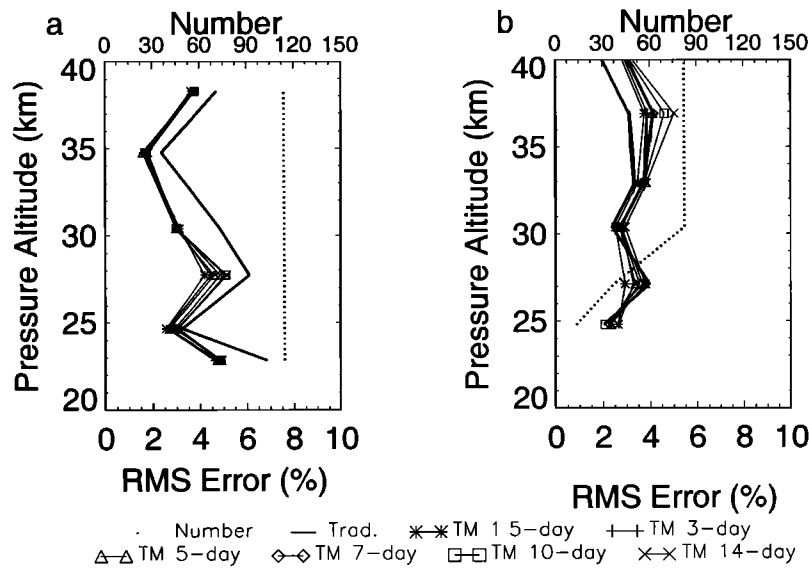 a
Number
0 30 60 90 120 150
40
35
30
25
20
Pressure Altitude (km)
0 2 4 6 8 10
RMS Error (%)
b
Number
0 30 60 90 120 150
40
35
30
25
20
Pressure Altitude (km)
0 2 4 6 8 10
RMS Error (%)
Number Trad. TM 1 5-day TM 3-day
TM 5-day TM 7-day TM 10-day TM 14-day